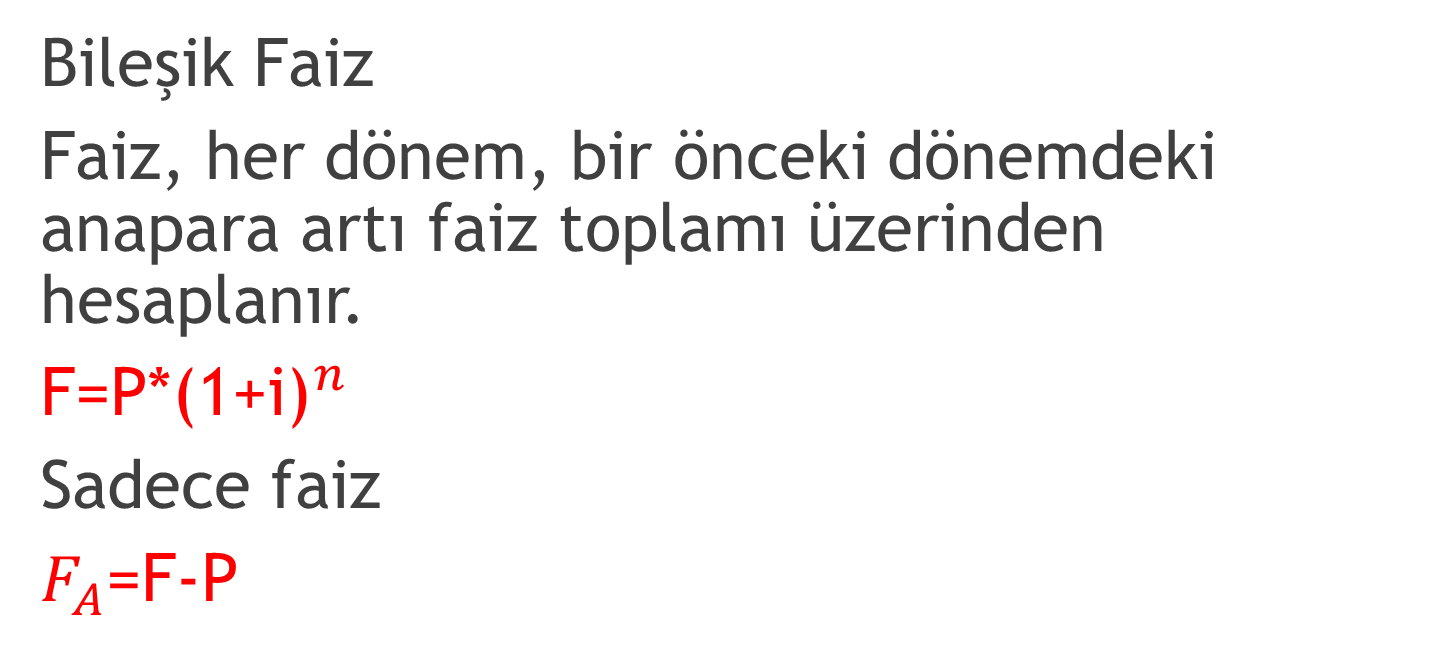 Bileşik Faiz
Faiz, her dönem, bir önceki dönemdeki
anapara artı faiz toplamı üzerinden
hesaplanır.
F=P*(1+i)ⁿ
Sadece faiz
F_A=F-P